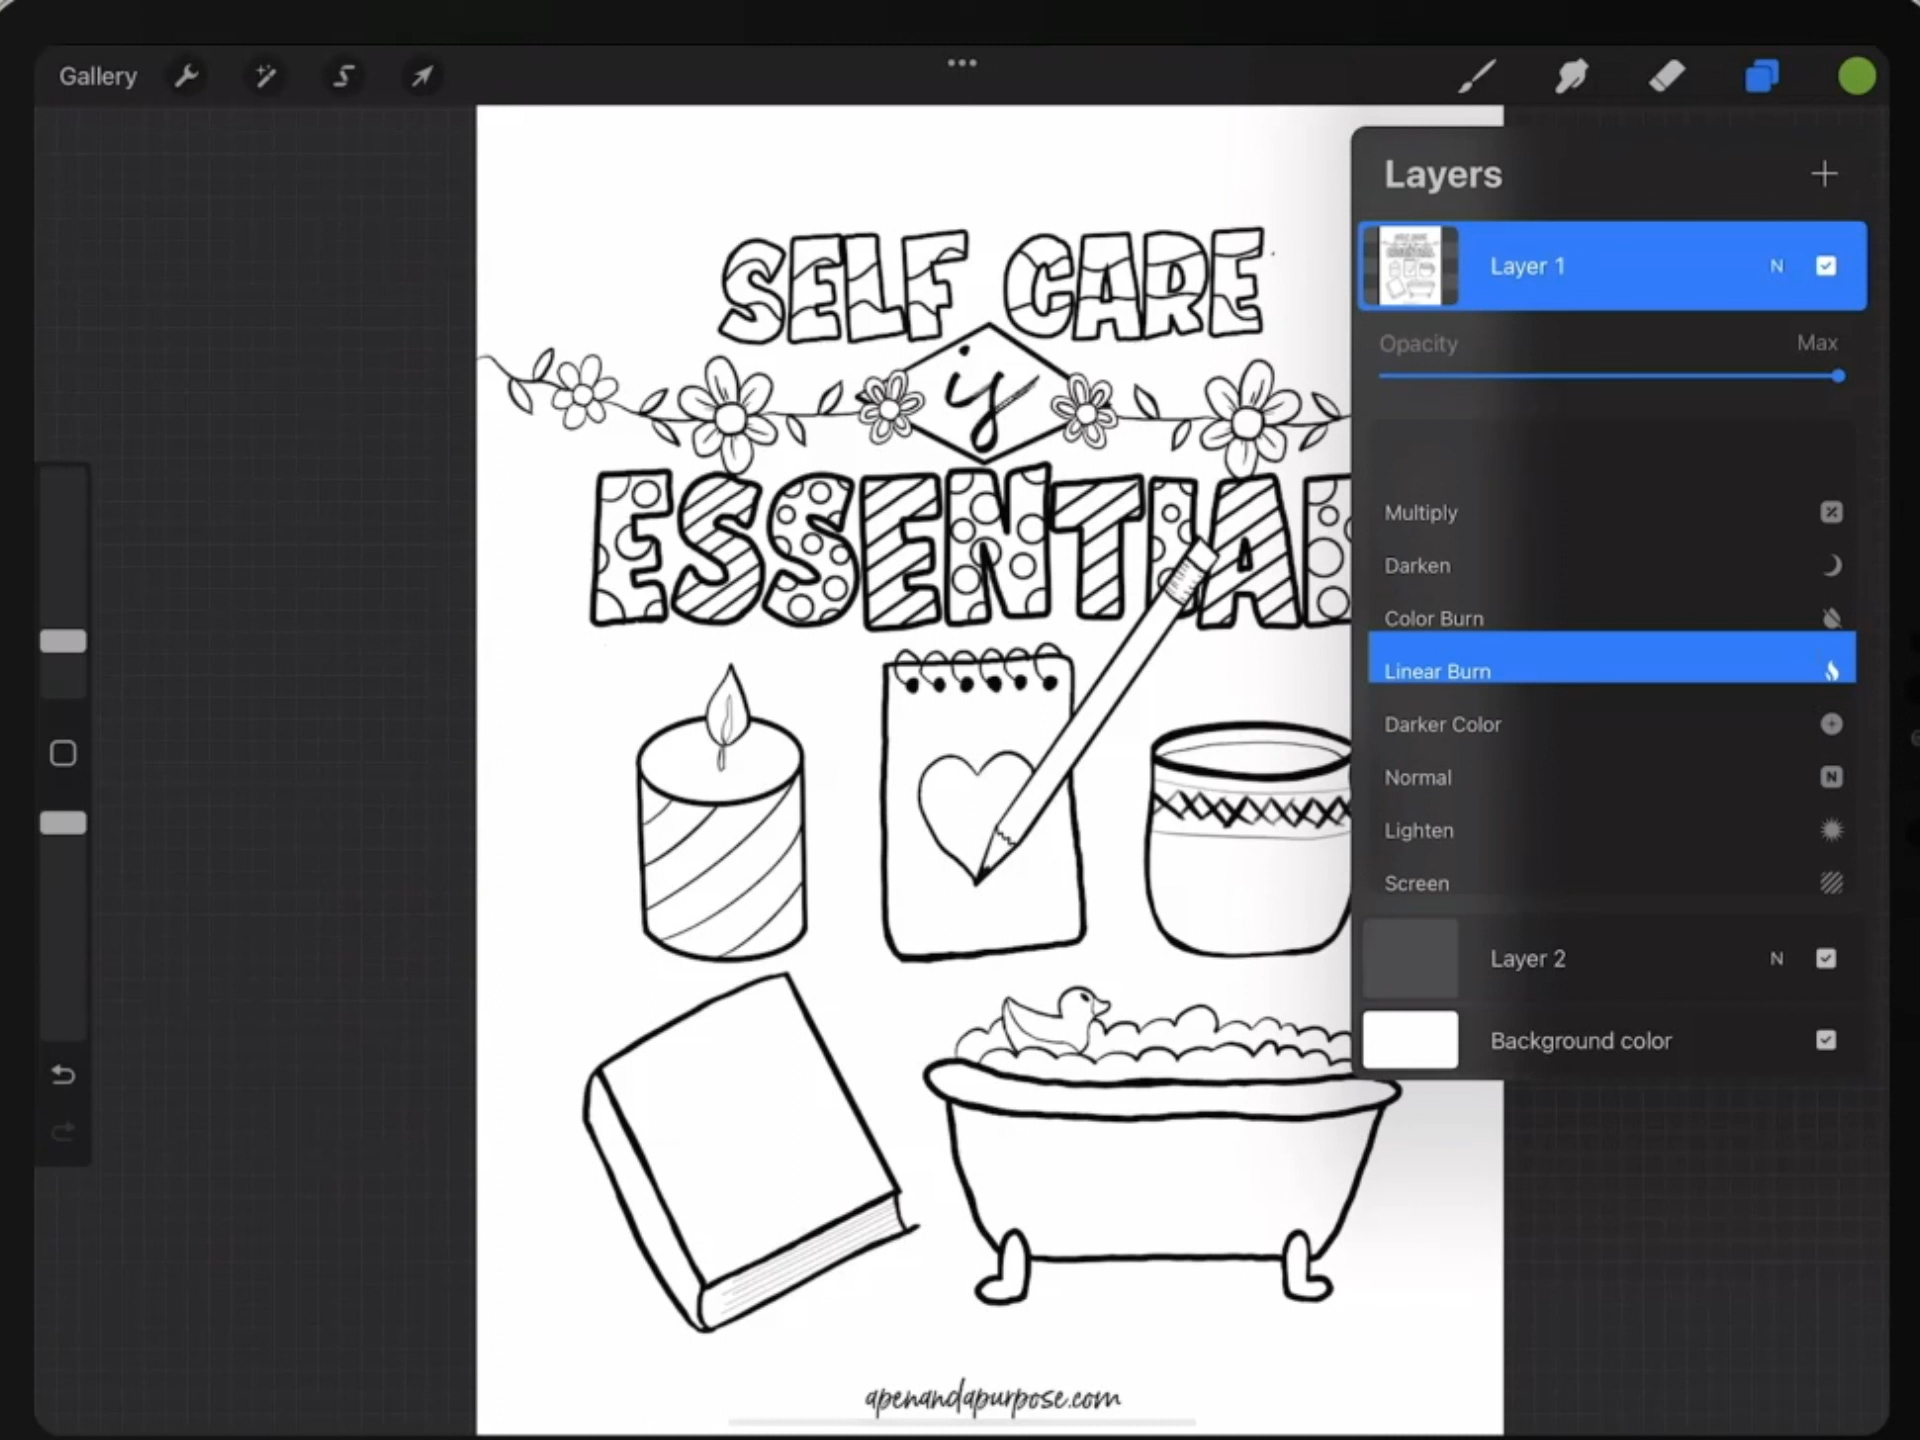 Gallery
Layers
Layer 1 N
Opacity Max
Multiply
Darken
Color Burn
Linear Burn
Darker Color
Normal N
Lighten
Screen
Layer 2 N
Background color
SELF CARE
is
ESSENTIAL
apenandapurpose.com